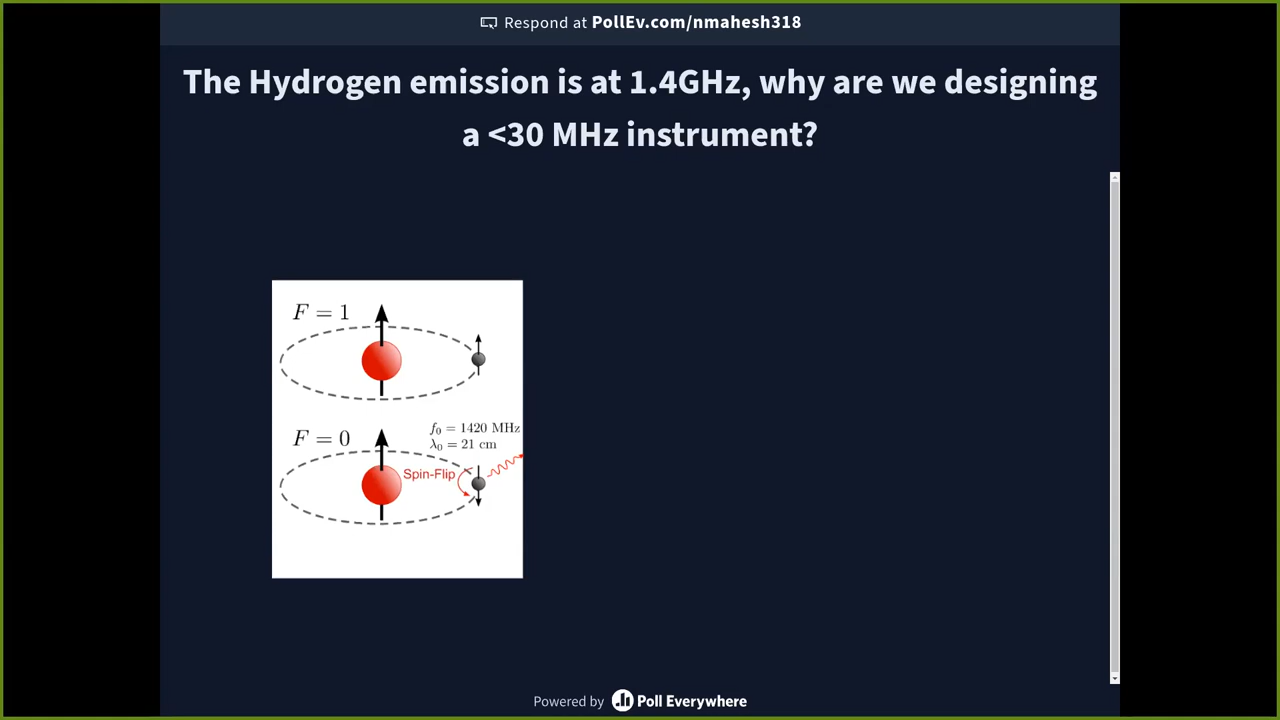 Respond at PollEv.com/nmahesh318
The Hydrogen emission is at 1.4GHz, why are we designing
a <30 MHz instrument?
F = 1
f₀ = 1420 MHz
F = 0
λ₀ = 21 cm
Spin-Flip
Powered by Poll Everywhere